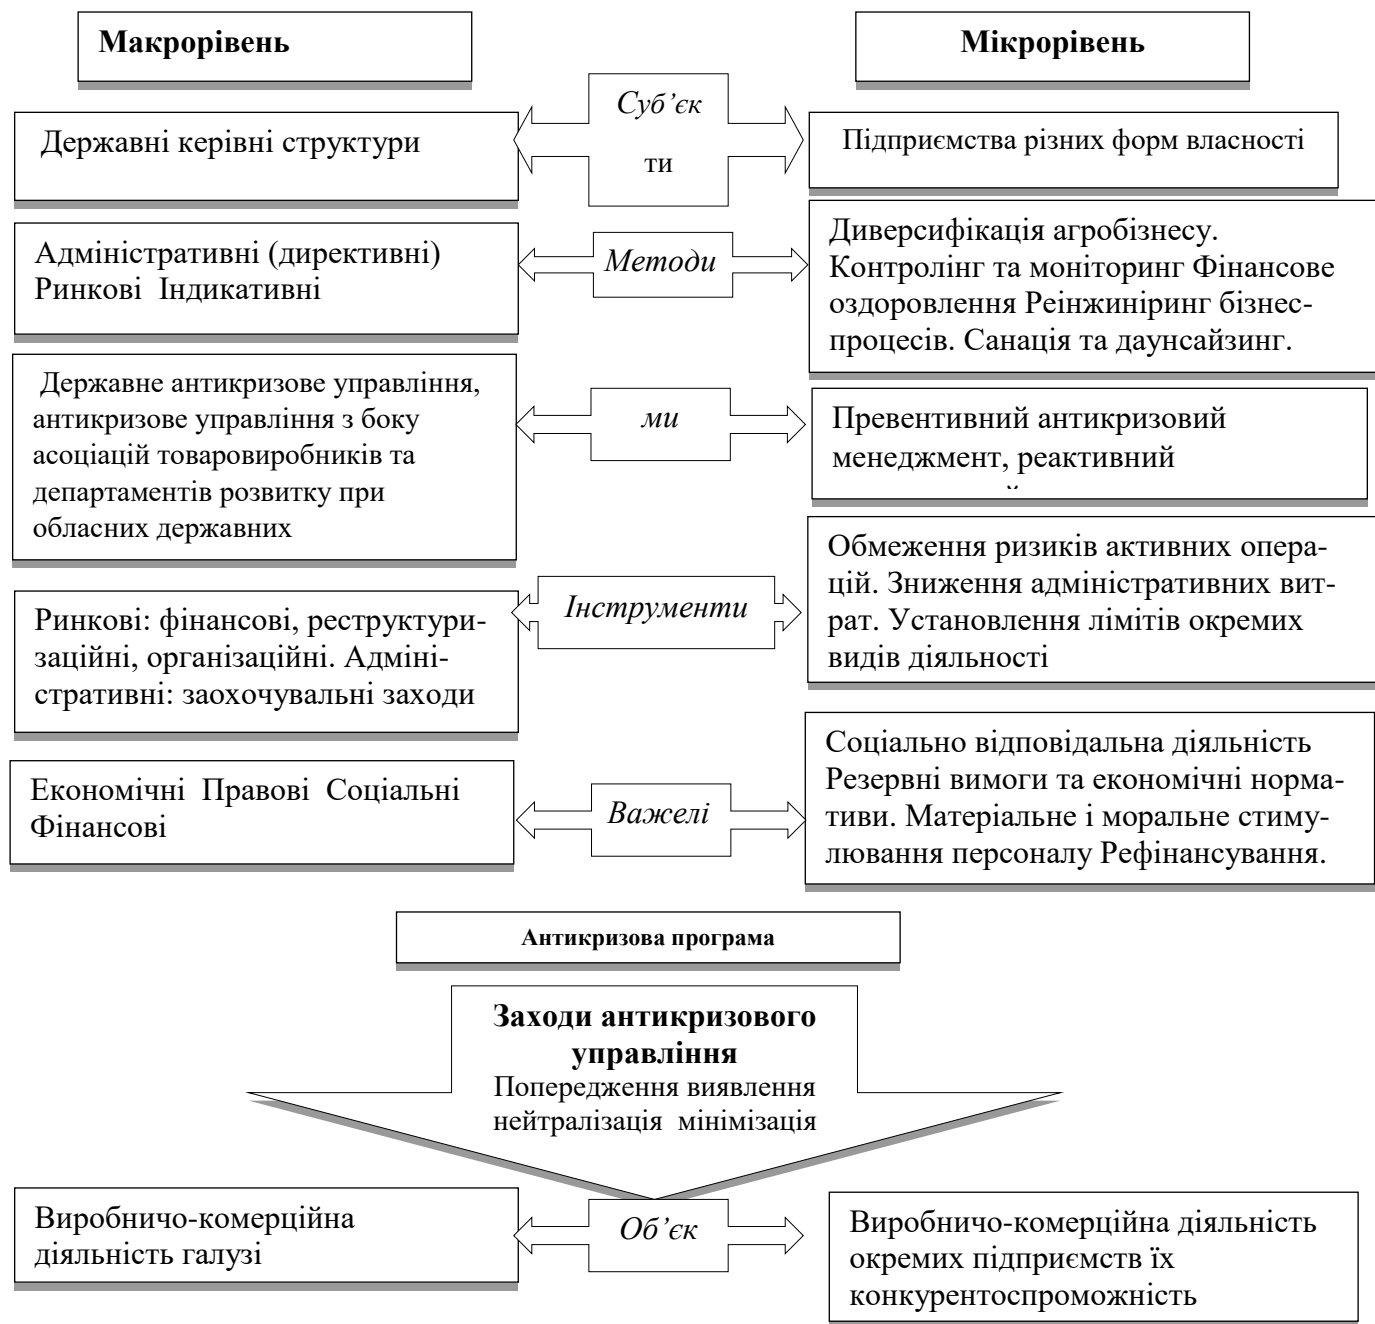 Макрорівень
Мікрорівень
Державні керівні структури
Суб’єк
ти
Підприємства різних форм власності
Адміністративні (директивні)
Ринкові Індикативні
Методи
Диверсифікація агробізнесу.
Контролінг та моніторинг Фінансове
оздоровлення Реінжиніринг бізнес-
процесів. Санація та даунсайзинг.
Державне антикризове управління,
антикризове управління з боку
асоціацій товаровиробників та
департаментів розвитку при
обласних державних
ми
Превентивний антикризовий
менеджмент, реактивний
Ринкові: фінансові, реструктури-
заційні, організаційні. Адміні-
стративні: заохочувальні заходи
Інструменти
Обмеження ризиків активних опера-
цій. Зниження адміністративних вит-
рат. Установлення лімітів окремих
видів діяльності
Економічні Правові Соціальні
Фінансові
Важелі
Соціально відповідальна діяльність
Резервні вимоги та економічні норма-
тиви. Матеріальне і моральне стиму-
лювання персоналу Рефінансування.
Антикризова програма
Заходи антикризового
управління
Попередження виявлення
нейтралізація мінімізація
Виробничо-комерційна
діяльність галузі
Об’єк
Виробничо-комерційна діяльність
окремих підприємств їх
конкурентоспроможність